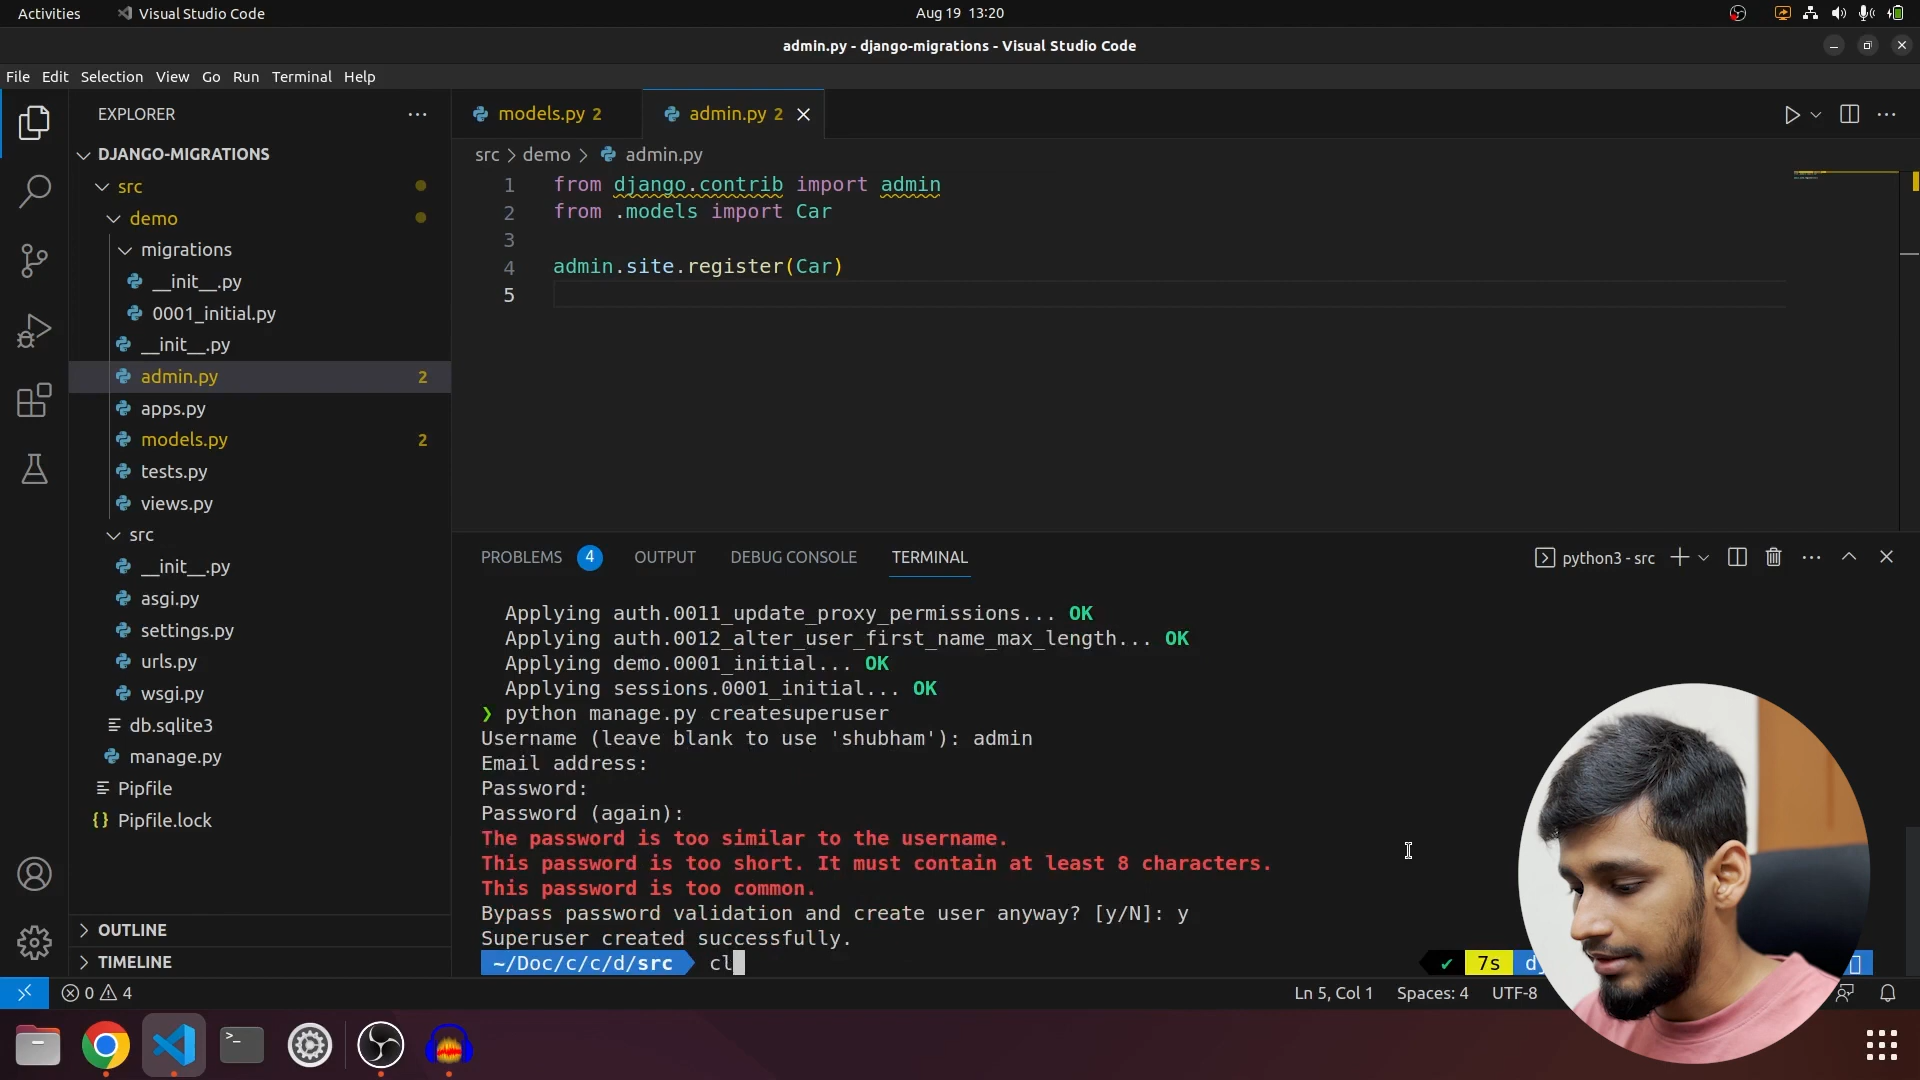 Activities
Visual Studio Code
Aug 19 13:20
admin.py - django-migrations - Visual Studio Code
File Edit Selection View Go Run Terminal Help
EXPLORER
DJANGO-MIGRATIONS
src
demo
migrations
__init__.py
0001_initial.py
__init__.py
admin.py 2
apps.py
models.py 2
tests.py
views.py
src
__init__.py
asgi.py
settings.py
urls.py
wsgi.py
db.sqlite3
manage.py
Pipfile
Pipfile.lock
OUTLINE
TIMELINE
models.py 2
admin.py 2
src > demo > admin.py
1 from django.contrib import admin
2 from .models import Car
3
4 admin.site.register(Car)
5
PROBLEMS 4 OUTPUT DEBUG CONSOLE TERMINAL
python3 - src
Applying auth.0011_update_proxy_permissions... OK
Applying auth.0012_alter_user_first_name_max_length... OK
Applying demo.0001_initial... OK
Applying sessions.0001_initial... OK
❯ python manage.py createsuperuser
Username (leave blank to use 'shubham'): admin
Email address:
Password:
Password (again):
The password is too similar to the username.
This password is too short. It must contain at least 8 characters.
This password is too common.
Bypass password validation and create user anyway? [y/N]: y
Superuser created successfully.
~/Doc/c/c/d/src cl
✔ 7s
0 4
Ln 5, Col 1 Spaces: 4 UTF-8